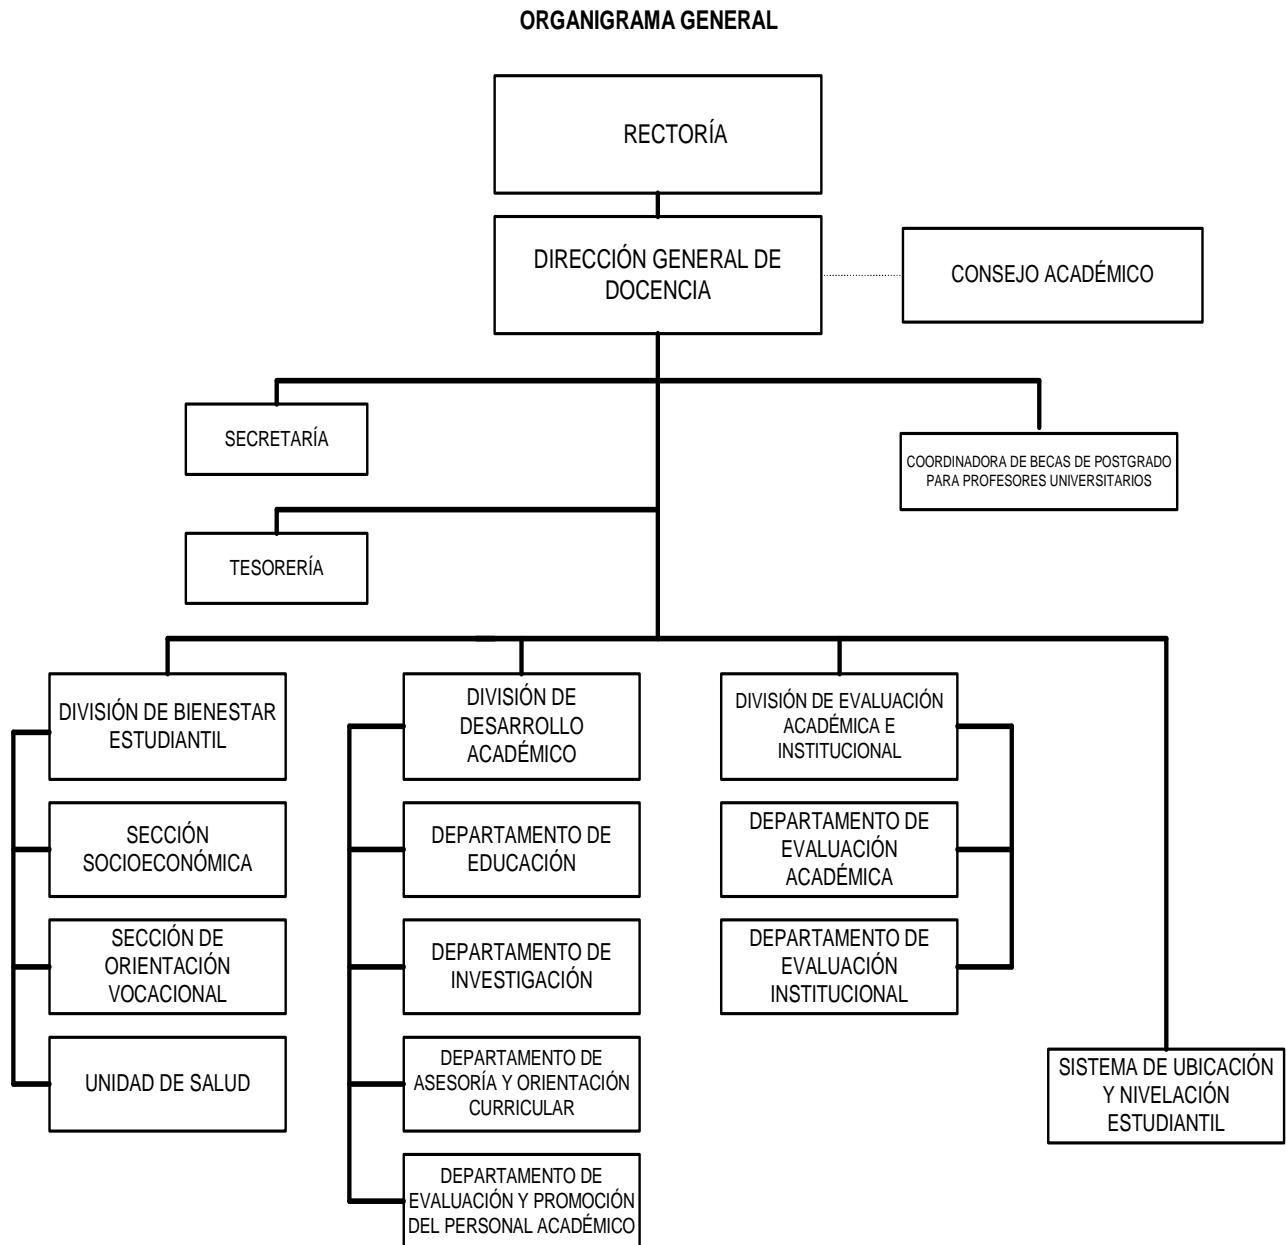 ORGANIGRAMA GENERAL
RECTORÍA
DIRECCIÓN GENERAL DE
DOCENCIA
CONSEJO ACADÉMICO
SECRETARÍA
COORDINADORA DE BECAS DE POSTGRADO
PARA PROFESORES UNIVERSITARIOS
TESORERÍA
DIVISIÓN DE BIENESTAR
ESTUDIANTIL
SECCIÓN
SOCIOECONÓMICA
SECCIÓN DE
ORIENTACIÓN
VOCACIONAL
UNIDAD DE SALUD
DIVISIÓN DE
DESARROLLO
ACADÉMICO
DEPARTAMENTO DE
EDUCACIÓN
DEPARTAMENTO DE
INVESTIGACIÓN
DEPARTAMENTO DE
ASESORÍA Y ORIENTACIÓN
CURRICULAR
DEPARTAMENTO DE
EVALUACIÓN Y PROMOCIÓN
DEL PERSONAL ACADÉMICO
DIVISIÓN DE EVALUACIÓN
ACADÉMICA E
INSTITUCIONAL
DEPARTAMENTO DE
EVALUACIÓN
ACADÉMICA
DEPARTAMENTO DE
EVALUACIÓN
INSTITUCIONAL
SISTEMA DE UBICACIÓN
Y NIVELACIÓN
ESTUDIANTIL